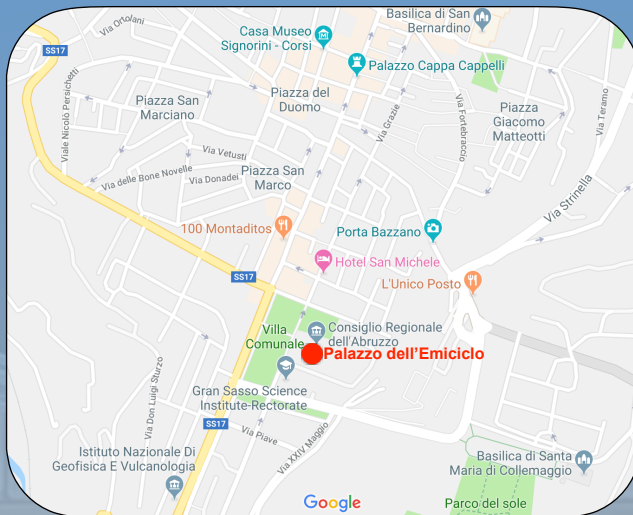 Via Ortolani
Casa Museo
Signorini - Corsi
Basilica di San
Bernardino
SS17
Palazzo Cappa Cappelli
Viale Nicolò Persichetti
Piazza San
Marciano
Piazza del
Duomo
Via Grazie
Via Fortebraccio
Piazza
Giacomo
Matteotti
Via Teramo
Via Vetusti
Via delle Bone Novelle
Via Donadei
Piazza San
Marco
Via Strinella
100 Montaditos
Porta Bazzano
Hotel San Michele
SS17
L'Unico Posto
Villa
Comunale
Consiglio Regionale
dell'Abruzzo
Palazzo dell'Emiciclo
Via Don Luigi Sturzo
Gran Sasso Science
Institute-Rectorate
SS17
Via Piave
Via XXIV Maggio
Istituto Nazionale Di
Geofisica E Vulcanologia
Basilica di Santa
Maria di Collemaggio
Google
Parco del sole